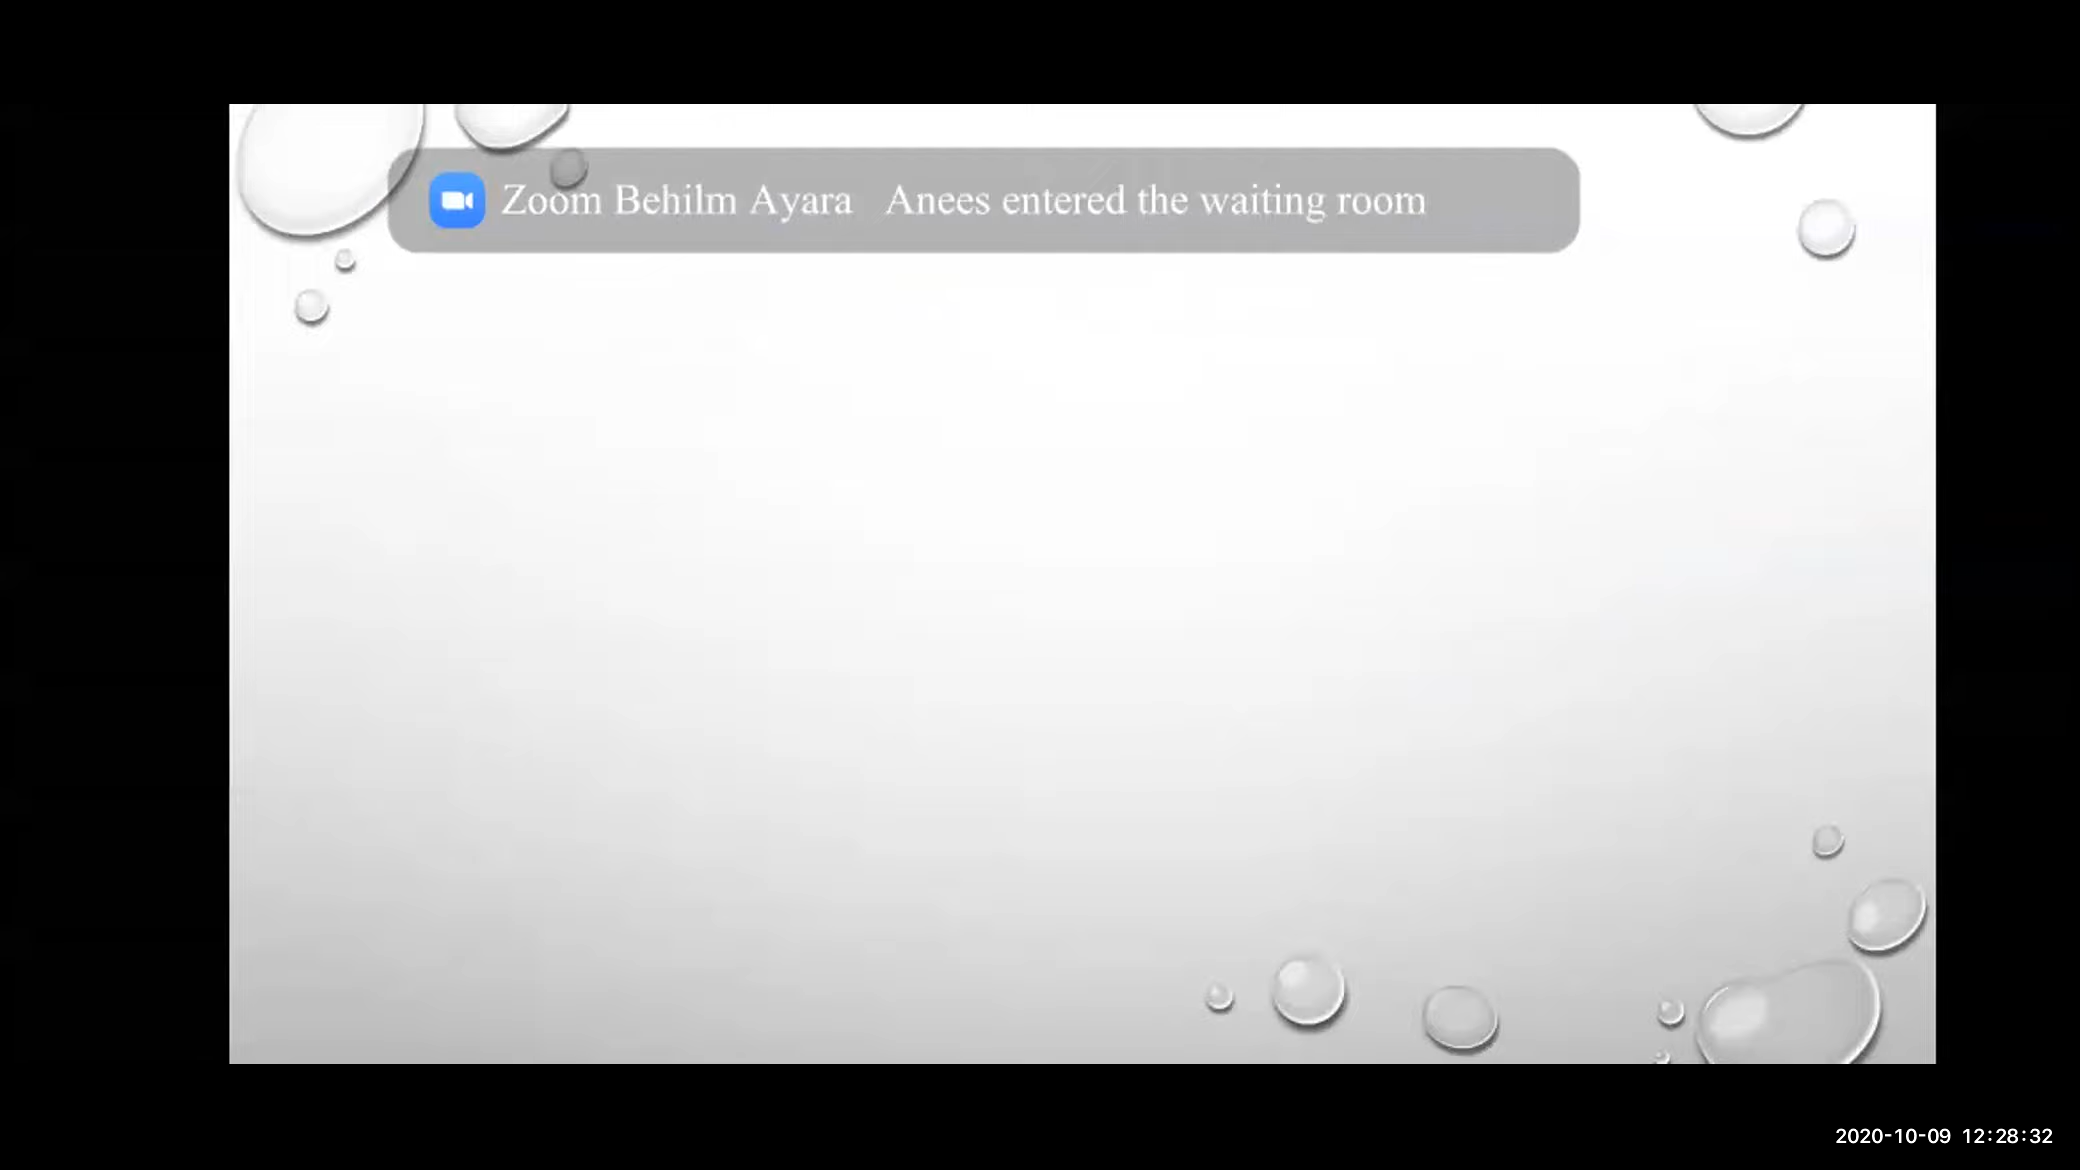 Zoom Behilm Ayara   Anees entered the waiting room
2020-10-09 12:28:32